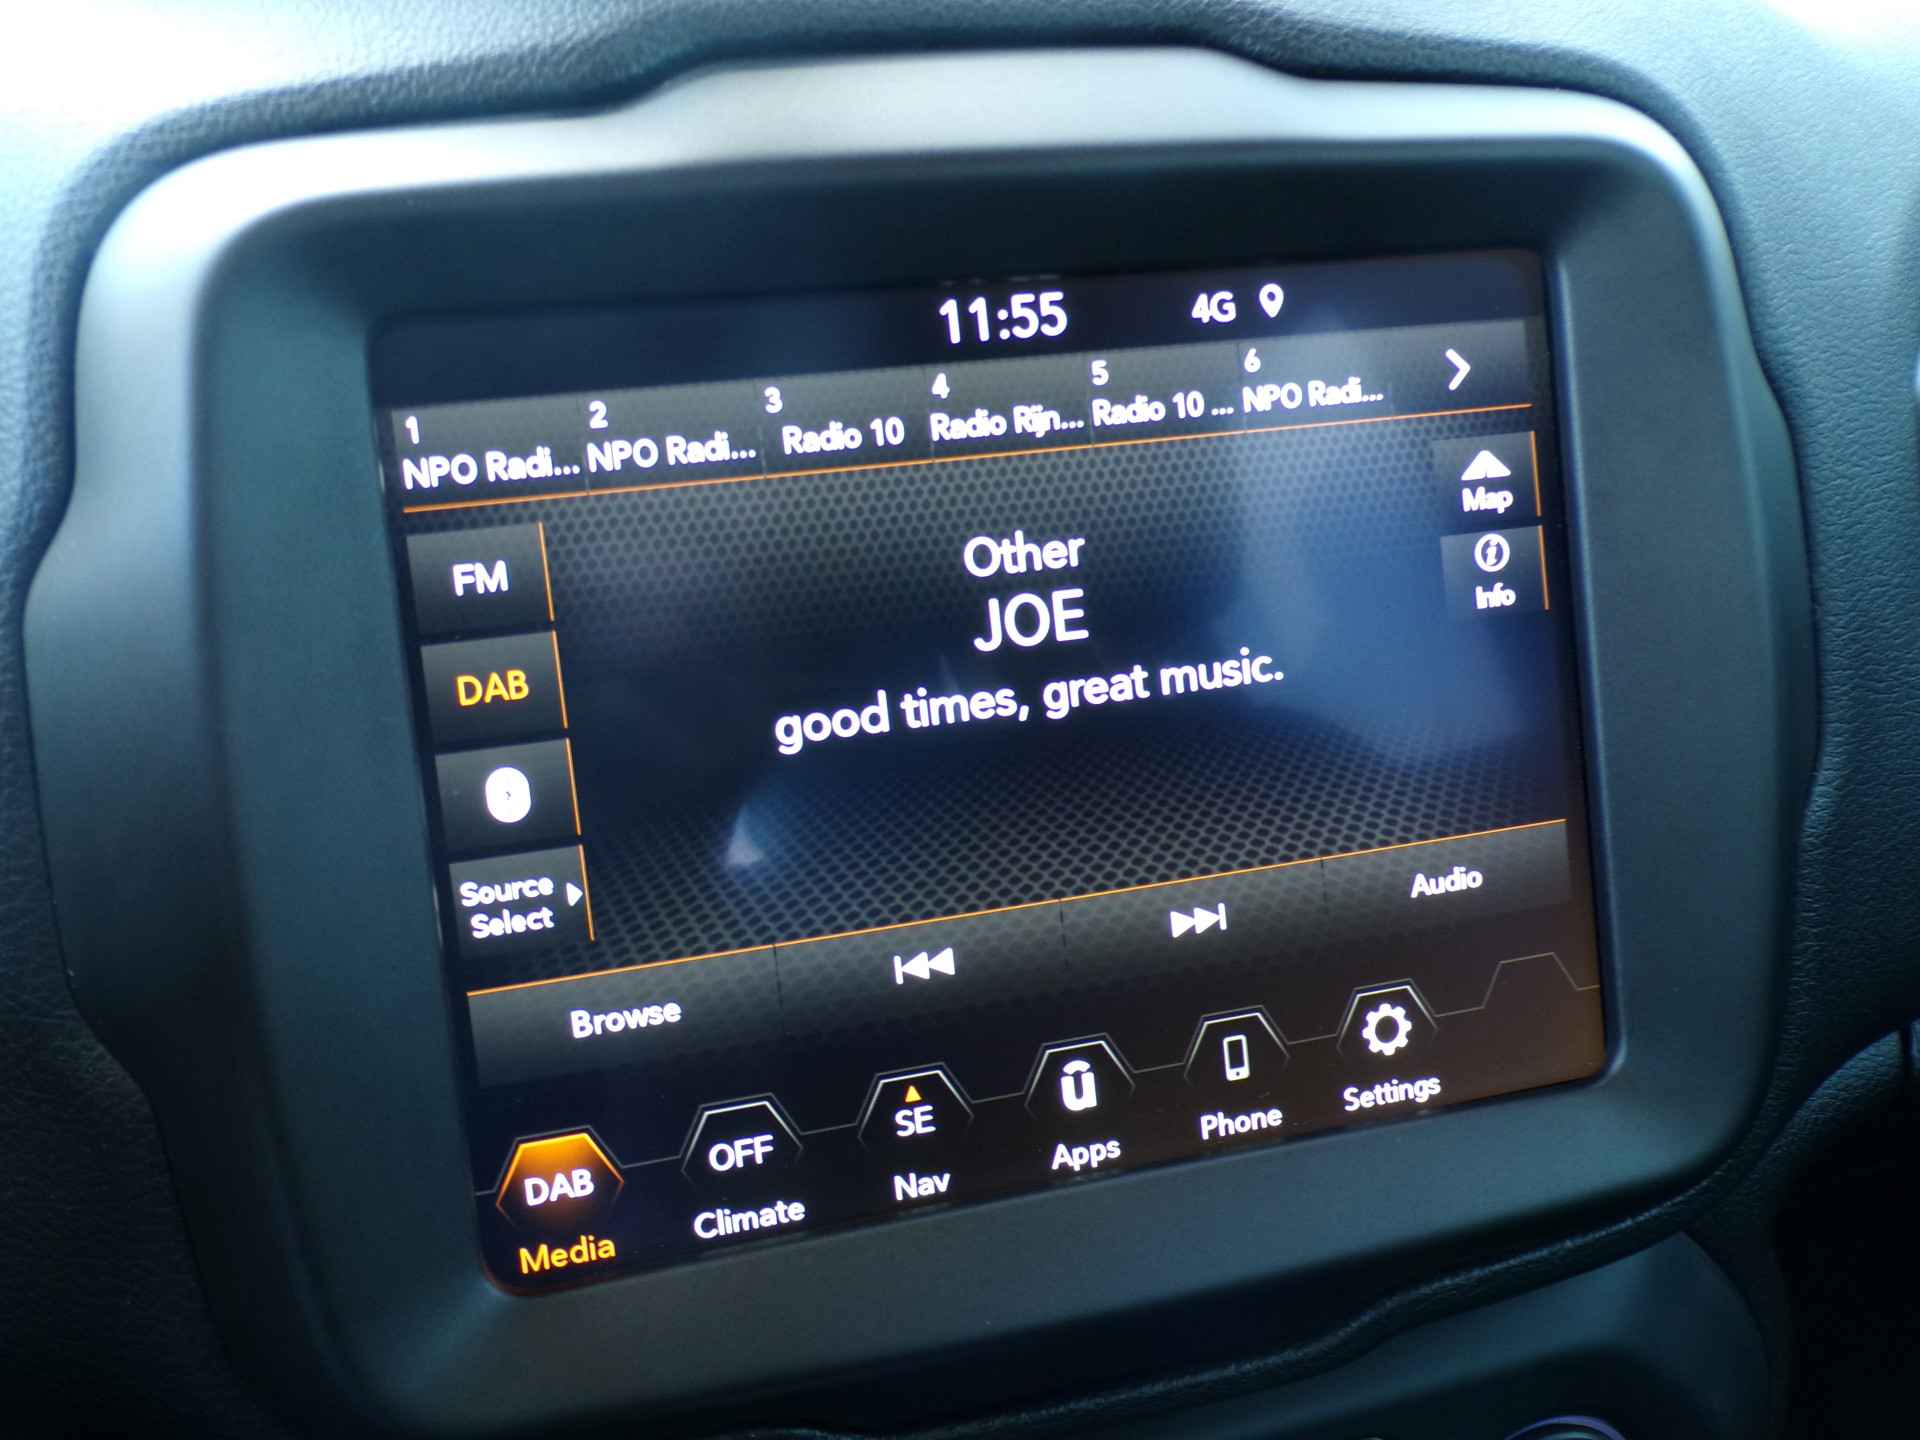 11:55 4G
1 2 3 4 5 6
NPO Radi... NPO Radi... Radio 10 Radio Rijn... Radio 10 ... NPO Radi...
Map
Info
FM
DAB
Source
Select
Other
JOE
good times, great music.
Browse Audio
DAB OFF SE
Media Climate Nav Apps Phone Settings